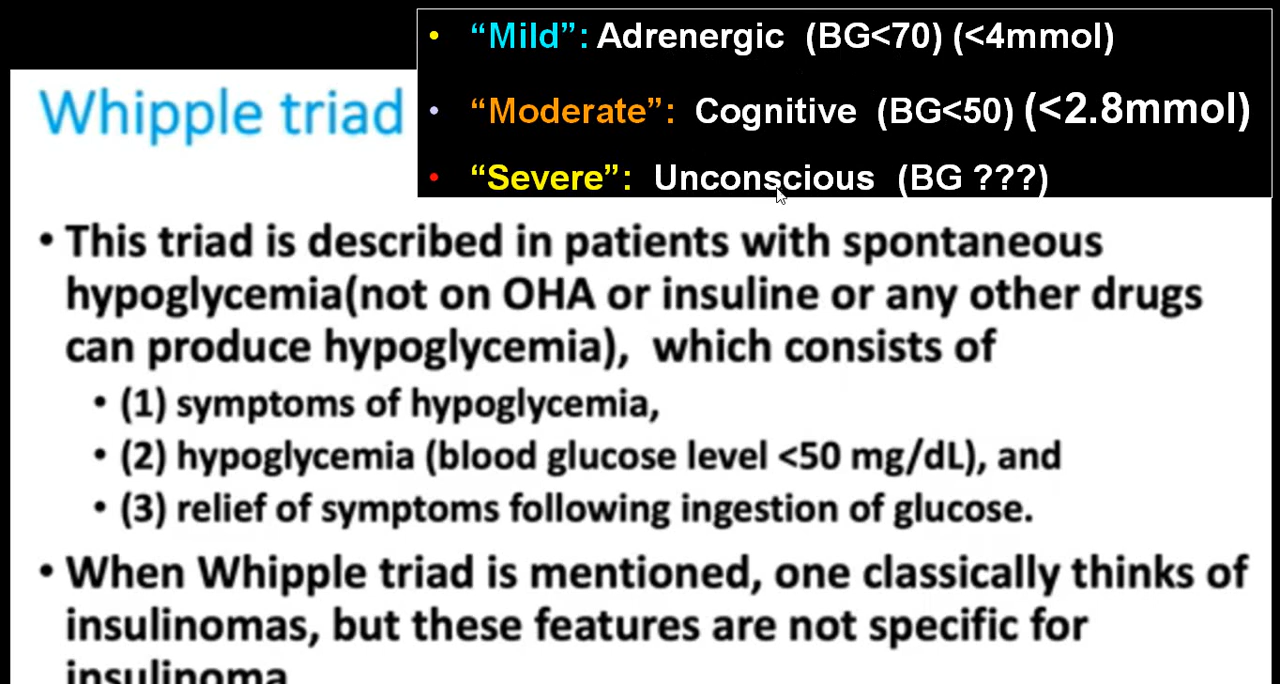 • “Mild”: Adrenergic (BG<70) (<4mmol)
Whipple triad
• “Moderate”: Cognitive (BG<50) (<2.8mmol)
• “Severe”: Unconscious (BG ???)
• This triad is described in patients with spontaneous
hypoglycemia(not on OHA or insuline or any other drugs
can produce hypoglycemia), which consists of
• (1) symptoms of hypoglycemia,
• (2) hypoglycemia (blood glucose level <50 mg/dL), and
• (3) relief of symptoms following ingestion of glucose.
• When Whipple triad is mentioned, one classically thinks of
insulinomas, but these features are not specific for
insulinoma